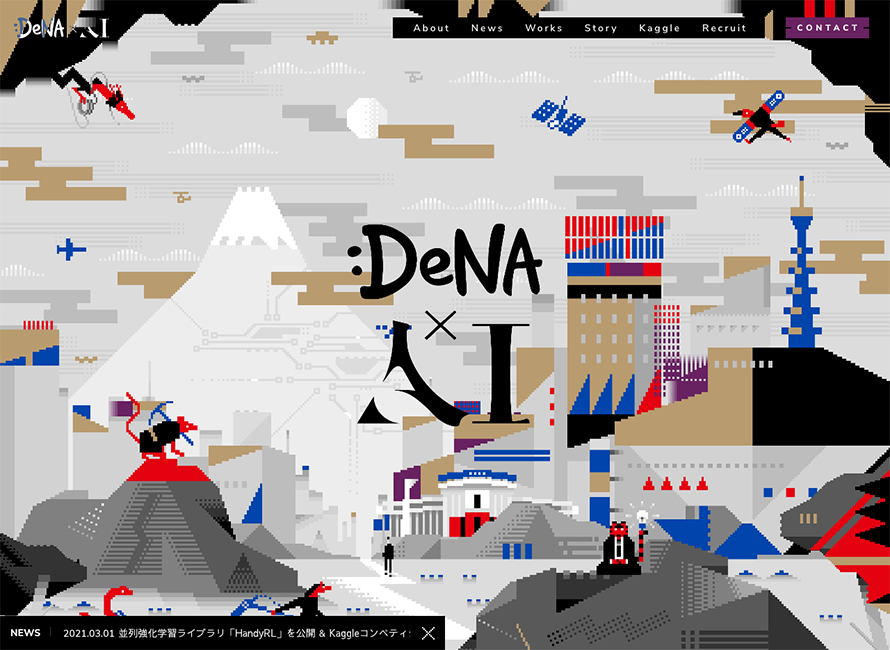 :DeNA × AI
About News Works Story Kaggle Recruit
CONTACT
:DeNA
×
AI
NEWS 2021.03.01 並列強化学習ライブラリ「HandyRL」を公開 & Kaggleコンペティ